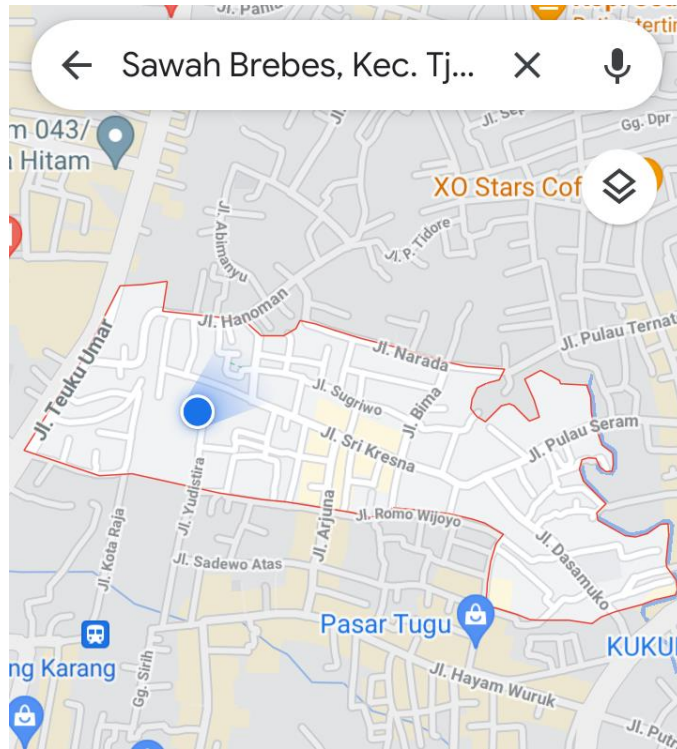 Jl. Panid
Sawah Brebes, Kec. Tj...
m 043/
Hitam
Gg. Dpr
XO Stars Cof
Jl. Abimanyu
Jl. P. Tidore
Jl. Hanoman
Jl. Pulau Ternat
Jl. Teuku Umar
Jl. Narada
Jl. Sugriwo
Jl. Bima
Jl. Sri Kresna
Jl. Pulau Seram
Jl. Yudistira
Jl. Arjuna
Jl. Romo Wijoyo
Jl. Kota Raja
Jl. Sadewo Atas
Jl. Dasamuko
Pasar Tugu
KUKU
ng Karang
Gg. Sirih
Jl. Hayam Wuruk
Jl. Putr